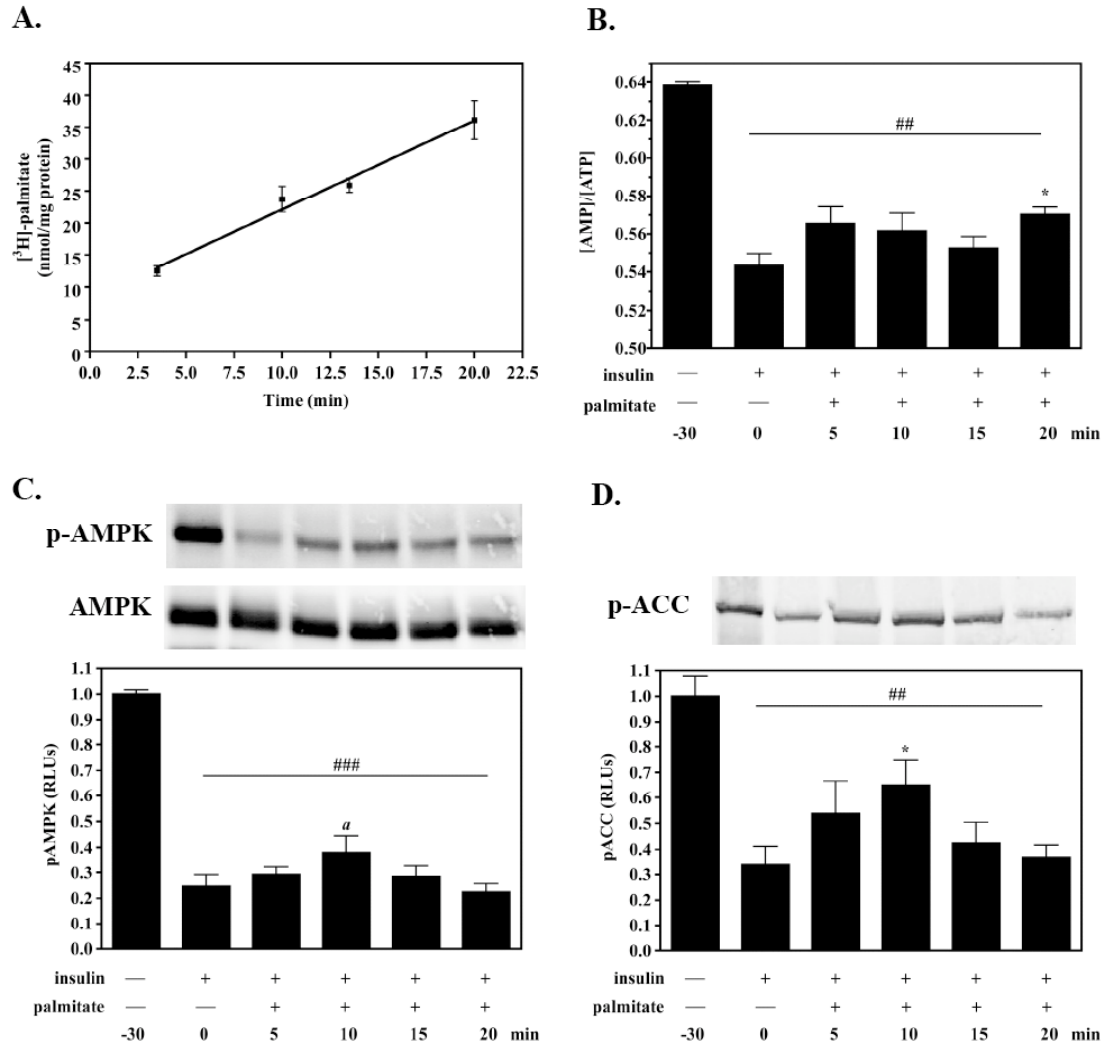 A.
45
40
35
30
25
20
15
10
5
0
[³H]-palmitate
(nmol/mg protein)
0.0 2.5 5.0 7.5 10.0 12.5 15.0 17.5 20.0 22.5
Time (min)
B.
0.64
0.62
0.60
0.58
0.56
0.54
0.52
0.50
[AMP]/[ATP]
##
*
insulin — + + + + +
palmitate — — + + + +
-30 0 5 10 15 20 min
C.
p-AMPK
AMPK
1.1
1.0
0.9
0.8
0.7
0.6
0.5
0.4
0.3
0.2
0.1
0.0
pAMPK (RLUs)
###
a
insulin — + + + + +
palmitate — — + + + +
-30 0 5 10 15 20 min
D.
p-ACC
1.1
1.0
0.9
0.8
0.7
0.6
0.5
0.4
0.3
0.2
0.1
0.0
pACC (RLUs)
##
*
insulin — + + + + +
palmitate — — + + + +
-30 0 5 10 15 20 min